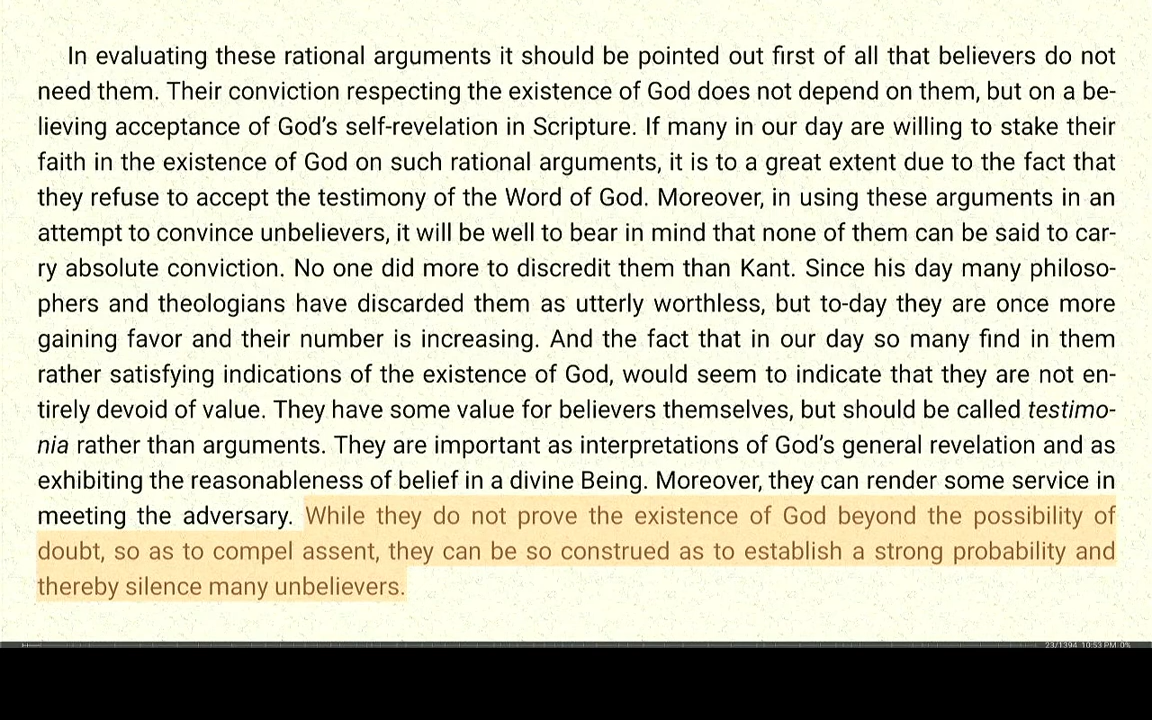 In evaluating these rational arguments it should be pointed out first of all that believers do not
need them. Their conviction respecting the existence of God does not depend on them, but on a be-
lieving acceptance of God’s self-revelation in Scripture. If many in our day are willing to stake their
faith in the existence of God on such rational arguments, it is to a great extent due to the fact that
they refuse to accept the testimony of the Word of God. Moreover, in using these arguments in an
attempt to convince unbelievers, it will be well to bear in mind that none of them can be said to car-
ry absolute conviction. No one did more to discredit them than Kant. Since his day many philoso-
phers and theologians have discarded them as utterly worthless, but to-day they are once more
gaining favor and their number is increasing. And the fact that in our day so many find in them
rather satisfying indications of the existence of God, would seem to indicate that they are not en-
tirely devoid of value. They have some value for believers themselves, but should be called testimo-
nia rather than arguments. They are important as interpretations of God’s general revelation and as
exhibiting the reasonableness of belief in a divine Being. Moreover, they can render some service in
meeting the adversary. While they do not prove the existence of God beyond the possibility of
doubt, so as to compel assent, they can be so construed as to establish a strong probability and
thereby silence many unbelievers.
23/1394 10:53 PM 0%